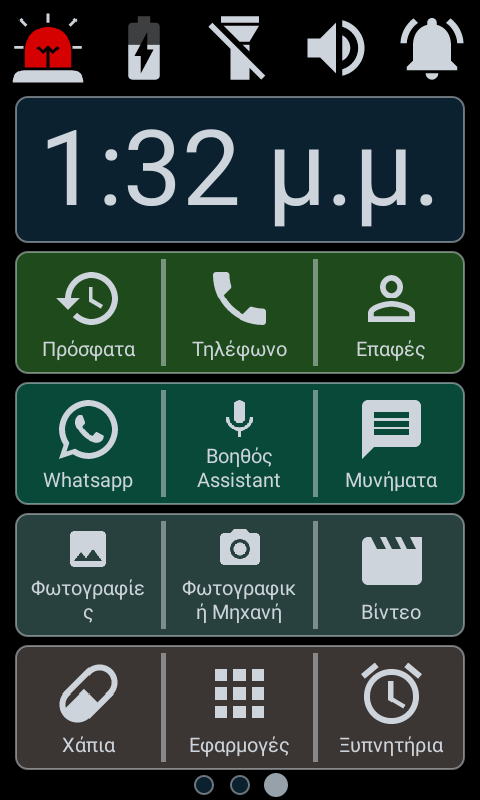 1:32 μ.μ.
Πρόσφατα
Τηλέφωνο
Επαφές
Whatsapp
Βοηθός
Assistant
Μυνήματα
Φωτογραφίε
ς
Φωτογραφικ
ή Μηχανή
Βίντεο
Χάπια
Εφαρμογές
Ξυπνητήρια